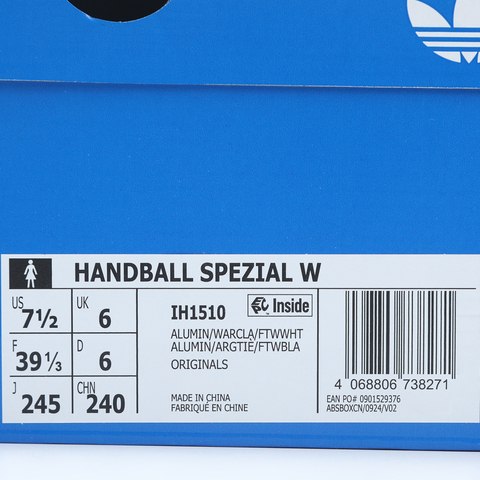 HANDBALL SPEZIAL W
US 7½ UK 6
F 39⅓ D 6
J 245 CHN 240
IH1510 Inside
ALUMIN/WARCLA/FTWWHT
ALUMIN/ARGTIÉ/FTWBLA
ORIGINALS
MADE IN CHINA
FABRIQUÉ EN CHINE
4 068806 738271
EAN PO# 0901529376
ABSBOXCN/0924/V02